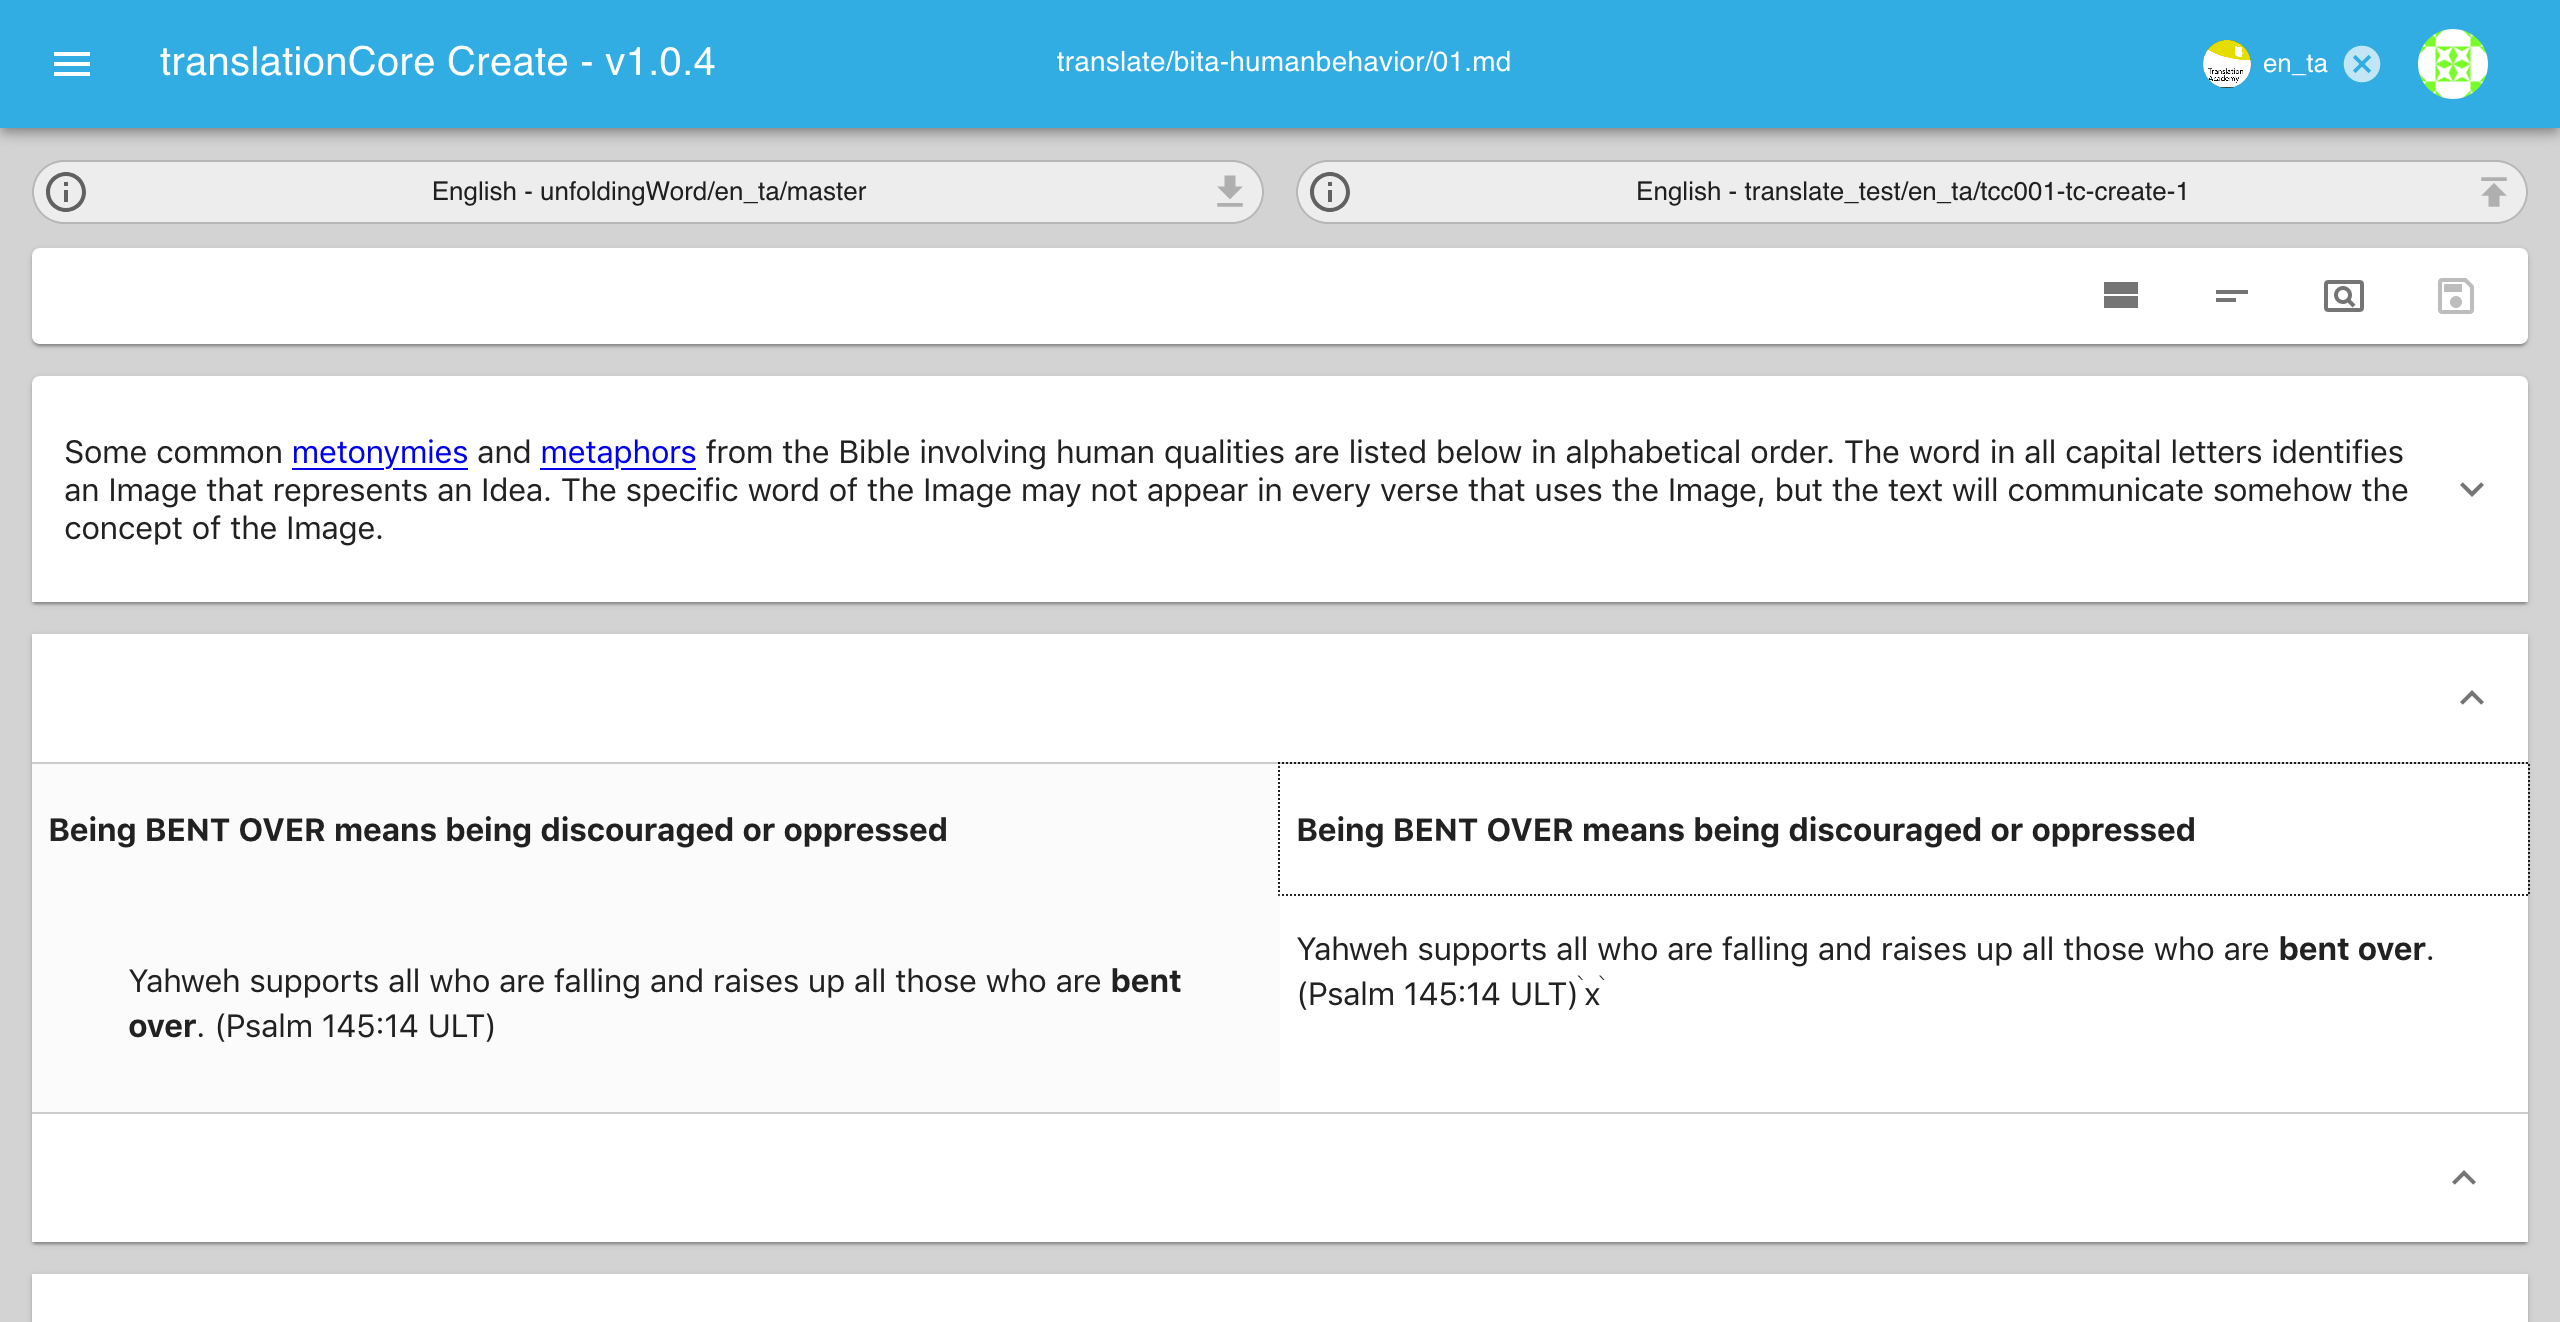 translationCore Create - v1.0.4
translate/bita-humanbehavior/01.md
Translation
Academy
en_ta
English - unfoldingWord/en_ta/master
English - translate_test/en_ta/tcc001-tc-create-1
Some common metonymies and metaphors from the Bible involving human qualities are listed below in alphabetical order. The word in all capital letters identifies
an Image that represents an Idea. The specific word of the Image may not appear in every verse that uses the Image, but the text will communicate somehow the
concept of the Image.
Being BENT OVER means being discouraged or oppressed
Yahweh supports all who are falling and raises up all those who are bent
over. (Psalm 145:14 ULT)
Being BENT OVER means being discouraged or oppressed
Yahweh supports all who are falling and raises up all those who are bent over.
(Psalm 145:14 ULT)`x`